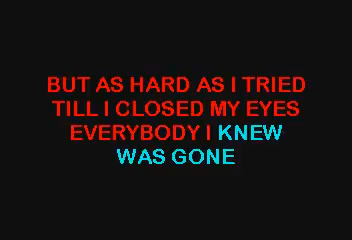 BUT AS HARD AS I TRIED
TILL I CLOSED MY EYES
EVERYBODY I KNEW
WAS GONE